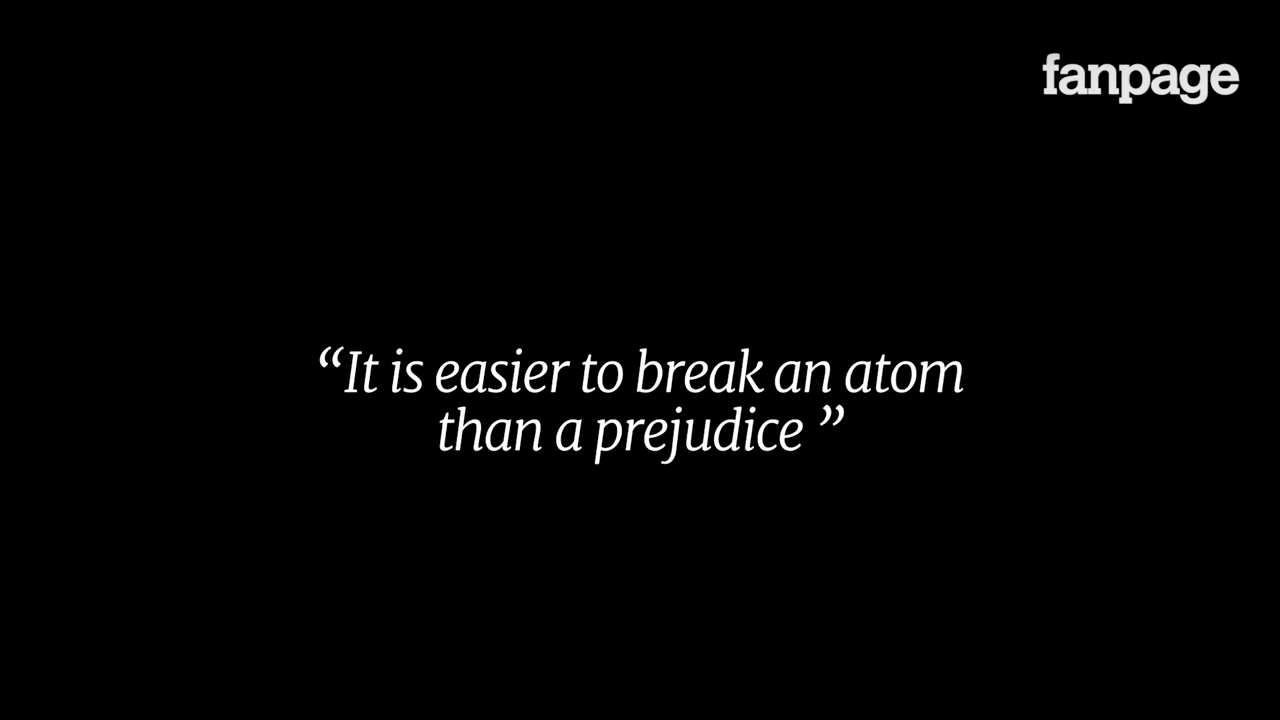 fanpage
“It is easier to break an atom
than a prejudice ”